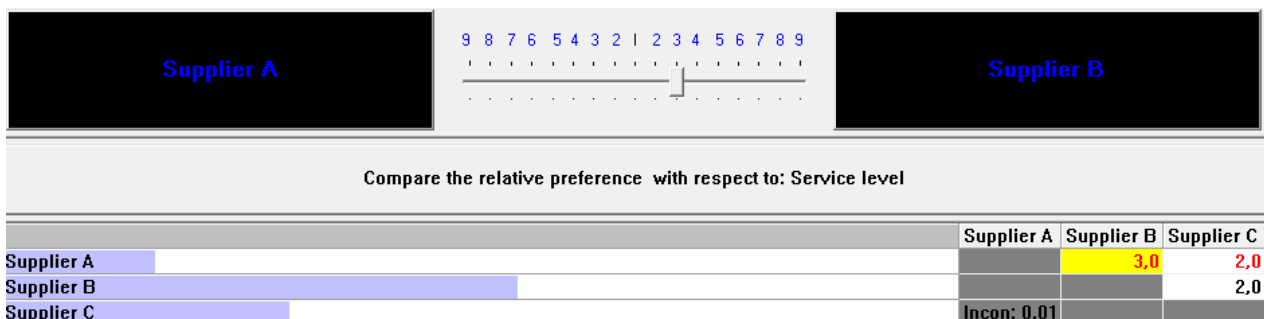 9 8 7 6 5 4 3 2 1 2 3 4 5 6 7 8 9
Supplier A Supplier B
Compare the relative preference with respect to: Service level
Supplier A Supplier B Supplier C
Supplier A 3,0 2,0
Supplier B 2,0
Supplier C Incon: 0.01